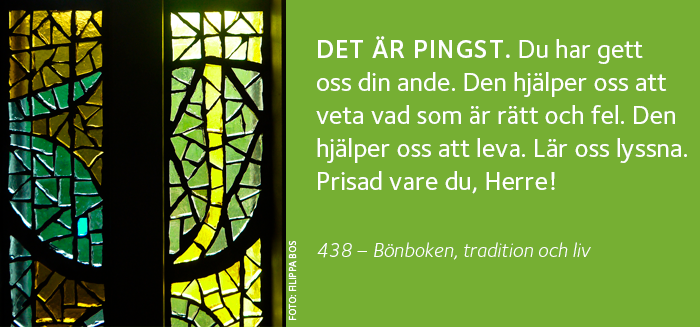 DET ÄR PINGST. Du har gett
oss din ande. Den hjälper oss att
veta vad som är rätt och fel. Den
hjälper oss att leva. Lär oss lyssna.
Prisad vare du, Herre!
438 – Bönboken, tradition och liv
FOTO: FILIPPA BOS